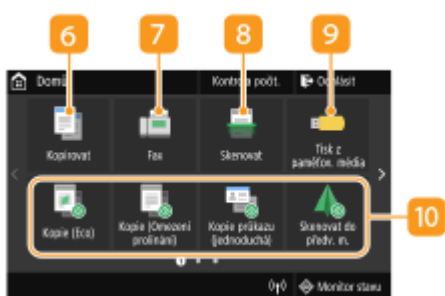 6 7 8 9
Domů Kontrola počt. Odhlásit
Kopírovat Fax Skenovat Tisk z
paměťov. média
Kopie (Eco) Kopie (Omezení
prolínání) Kopie průkazu
(jednoduchá) Skenovat do
předv. m.
10
1
Monitor stavu